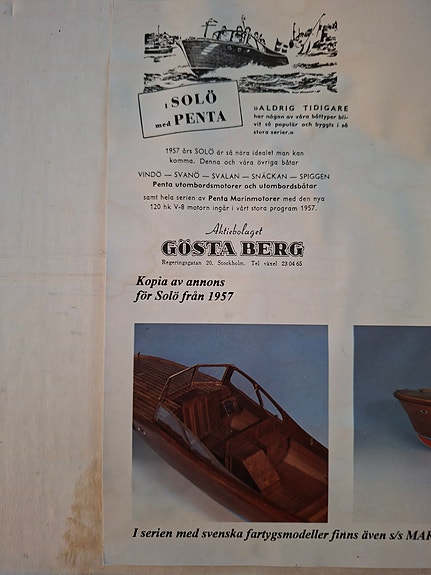 I SOLÖ
med PENTA
»ALDRIG TIDIGARE
har någon av våra båttyper bli-
vit så populär och byggts i så
stora serier.»
1957 års SOLÖ är så nära idealet man kan
komma. Denna och våra övriga båtar
VINDÖ — SVANÖ — SVALAN — SNÄCKAN — SPIGGEN
Penta utombordsmotorer och utombordsbåtar
samt hela serien av Penta Marinmotorer med den nya
120 hk V-8 motorn ingår i vårt stora program 1957.
Aktiebolaget
GÖSTA BERG
Regeringsgatan 20, Stockholm. Tel växel 23 04 65
Kopia av annons
för Solö från 1957
I serien med svenska fartygsmodeller finns även s/s MAR